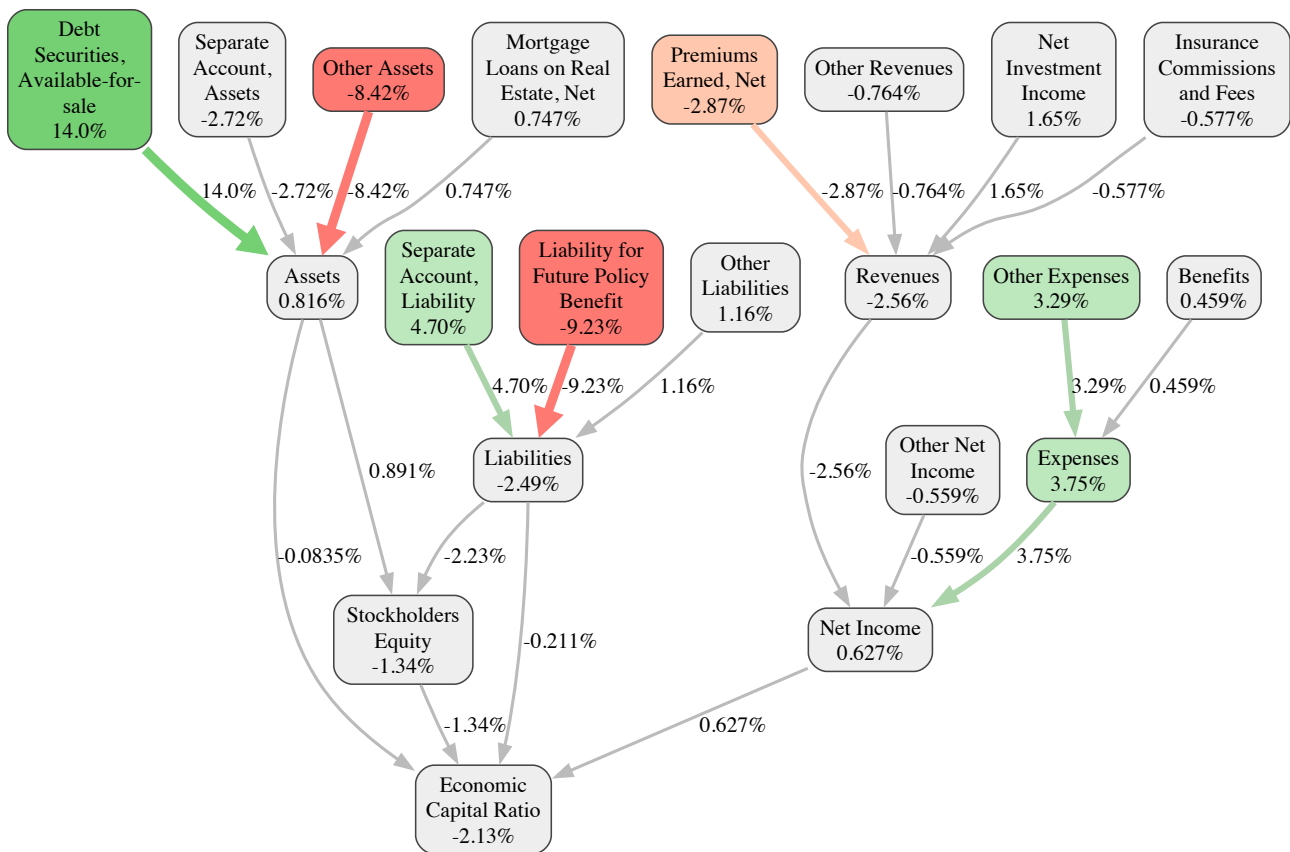 Debt
Securities,
Available-for-
sale
14.0%
Separate
Account,
Assets
-2.72%
Other Assets
-8.42%
Mortgage
Loans on Real
Estate, Net
0.747%
Premiums
Earned, Net
-2.87%
Other Revenues
-0.764%
Net
Investment
Income
1.65%
Insurance
Commissions
and Fees
-0.577%
14.0%
-2.72%
-8.42%
0.747%
-2.87%
-0.764%
1.65%
-0.577%
Assets
0.816%
Separate
Account,
Liability
4.70%
Liability for
Future Policy
Benefit
-9.23%
Other
Liabilities
1.16%
Revenues
-2.56%
Other Expenses
3.29%
Benefits
0.459%
4.70%
-9.23%
1.16%
3.29%
0.459%
0.891%
Liabilities
-2.49%
-2.56%
Other Net
Income
-0.559%
Expenses
3.75%
-0.0835%
-2.23%
-0.559%
3.75%
Stockholders
Equity
-1.34%
-0.211%
Net Income
0.627%
-1.34%
0.627%
Economic
Capital Ratio
-2.13%